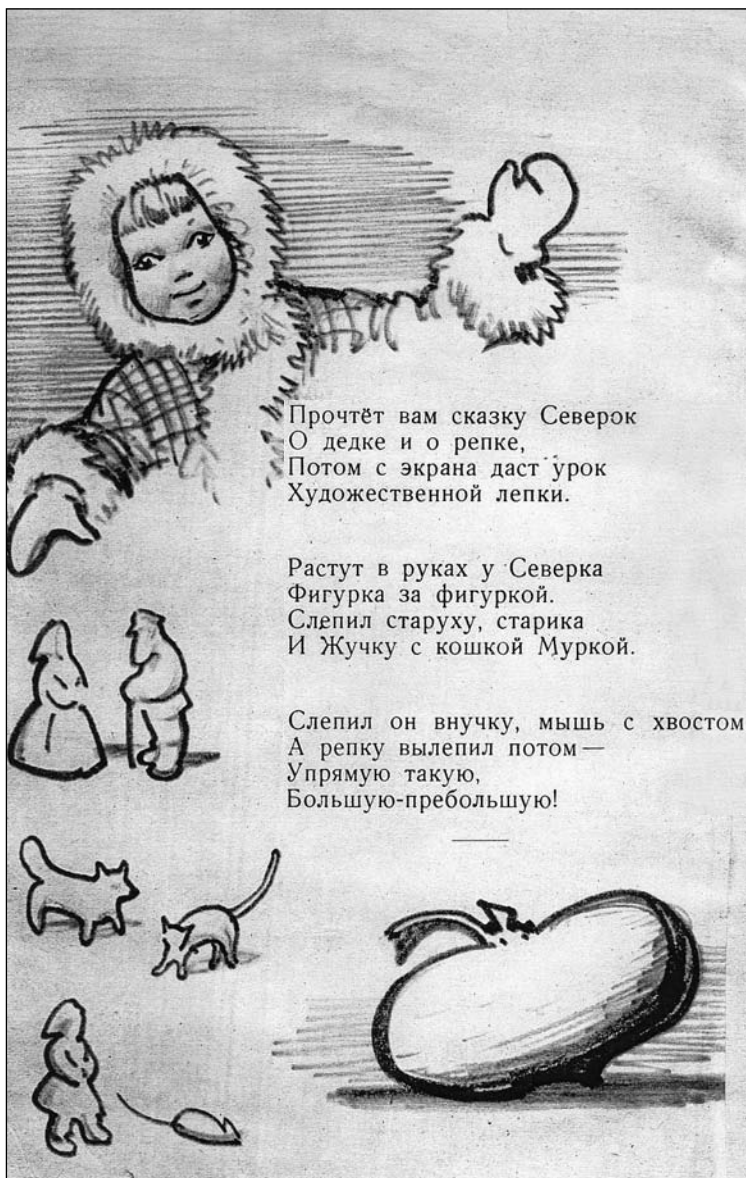 Прочтёт вам сказку Северок
О дедке и о репке,
Потом с экрана даст урок
Художественной лепки.
Растут в руках у Северка
Фигурка за фигуркой.
Слепил старуху, старика
И Жучку с кошкой Муркой.
Слепил он внучку, мышь с хвостом
А репку вылепил потом—
Упрямую такую,
Большую-пребольшую!